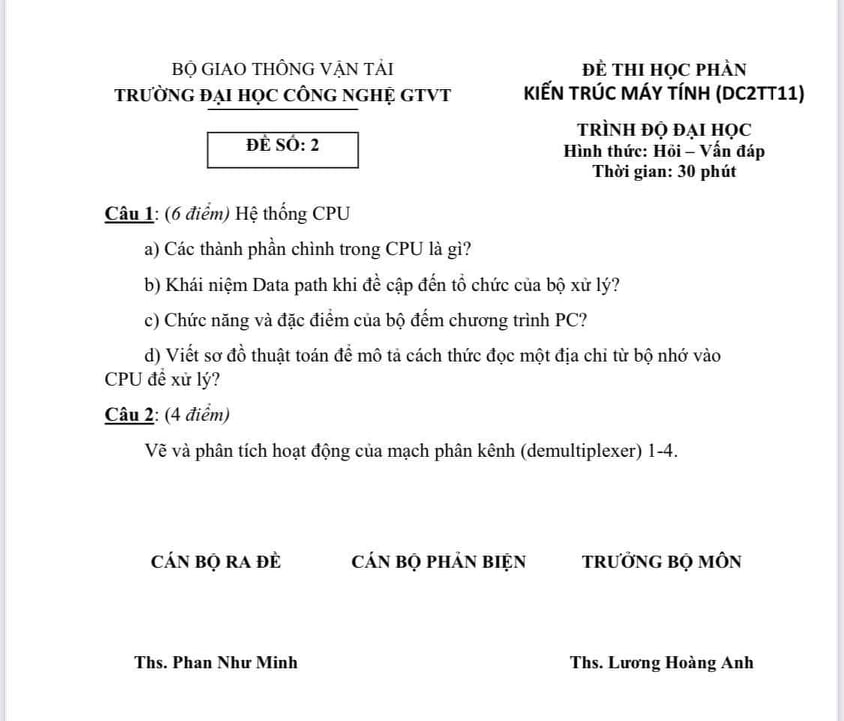 BỘ GIAO THÔNG VẬN TẢI
TRƯỜNG ĐẠI HỌC CÔNG NGHỆ GTVT
ĐỀ SỐ: 2
ĐỀ THI HỌC PHẦN
KIẾN TRÚC MÁY TÍNH (DC2TT11)
TRÌNH ĐỘ ĐẠI HỌC
Hình thức: Hỏi – Vấn đáp
Thời gian: 30 phút
Câu 1: (6 điểm) Hệ thống CPU
a) Các thành phần chính trong CPU là gì?
b) Khái niệm Data path khi đề cập đến tổ chức của bộ xử lý?
c) Chức năng và đặc điểm của bộ đếm chương trình PC?
d) Viết sơ đồ thuật toán để mô tả cách thức đọc một địa chỉ từ bộ nhớ vào
CPU để xử lý?
Câu 2: (4 điểm)
Vẽ và phân tích hoạt động của mạch phân kênh (demultiplexer) 1-4.
CÁN BỘ RA ĐỀ CÁN BỘ PHẢN BIỆN TRƯỞNG BỘ MÔN
Ths. Phan Như Minh Ths. Lương Hoàng Anh